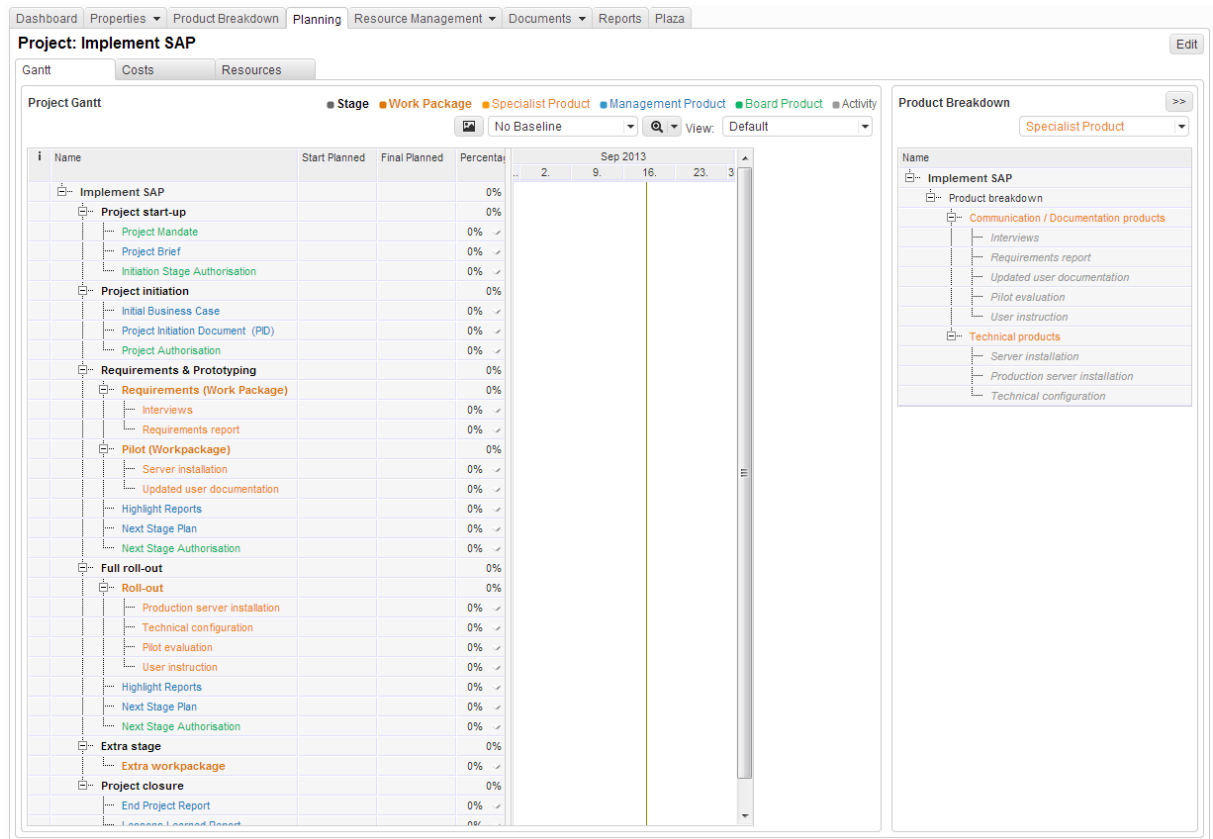 Dashboard Properties Product Breakdown Planning Resource Management Documents Reports Plaza
Project: Implement SAP
Edit
Gantt Costs Resources
Project Gantt
Stage Work Package Specialist Product Management Product Board Product Activity
No Baseline View: Default
i Name Start Planned Final Planned Percentag Sep 2013
.. 2. 9. 16. 23. 3
Implement SAP 0%
Project start-up 0%
Project Mandate 0%
Project Brief 0%
Initiation Stage Authorisation 0%
Project initiation 0%
Initial Business Case 0%
Project Initiation Document (PID) 0%
Project Authorisation 0%
Requirements & Prototyping 0%
Requirements (Work Package) 0%
Interviews 0%
Requirements report 0%
Pilot (Workpackage) 0%
Server installation 0%
Updated user documentation 0%
Highlight Reports 0%
Next Stage Plan 0%
Next Stage Authorisation 0%
Full roll-out 0%
Roll-out 0%
Production server installation 0%
Technical configuration 0%
Pilot evaluation 0%
User instruction 0%
Highlight Reports 0%
Next Stage Plan 0%
Next Stage Authorisation 0%
Extra stage 0%
Extra workpackage 0%
Project closure 0%
End Project Report 0%
Lessons Learned Report 0%
Product Breakdown >>
Specialist Product
Name
Implement SAP
Product breakdown
Communication / Documentation products
Interviews
Requirements report
Updated user documentation
Pilot evaluation
User instruction
Technical products
Server installation
Production server installation
Technical configuration